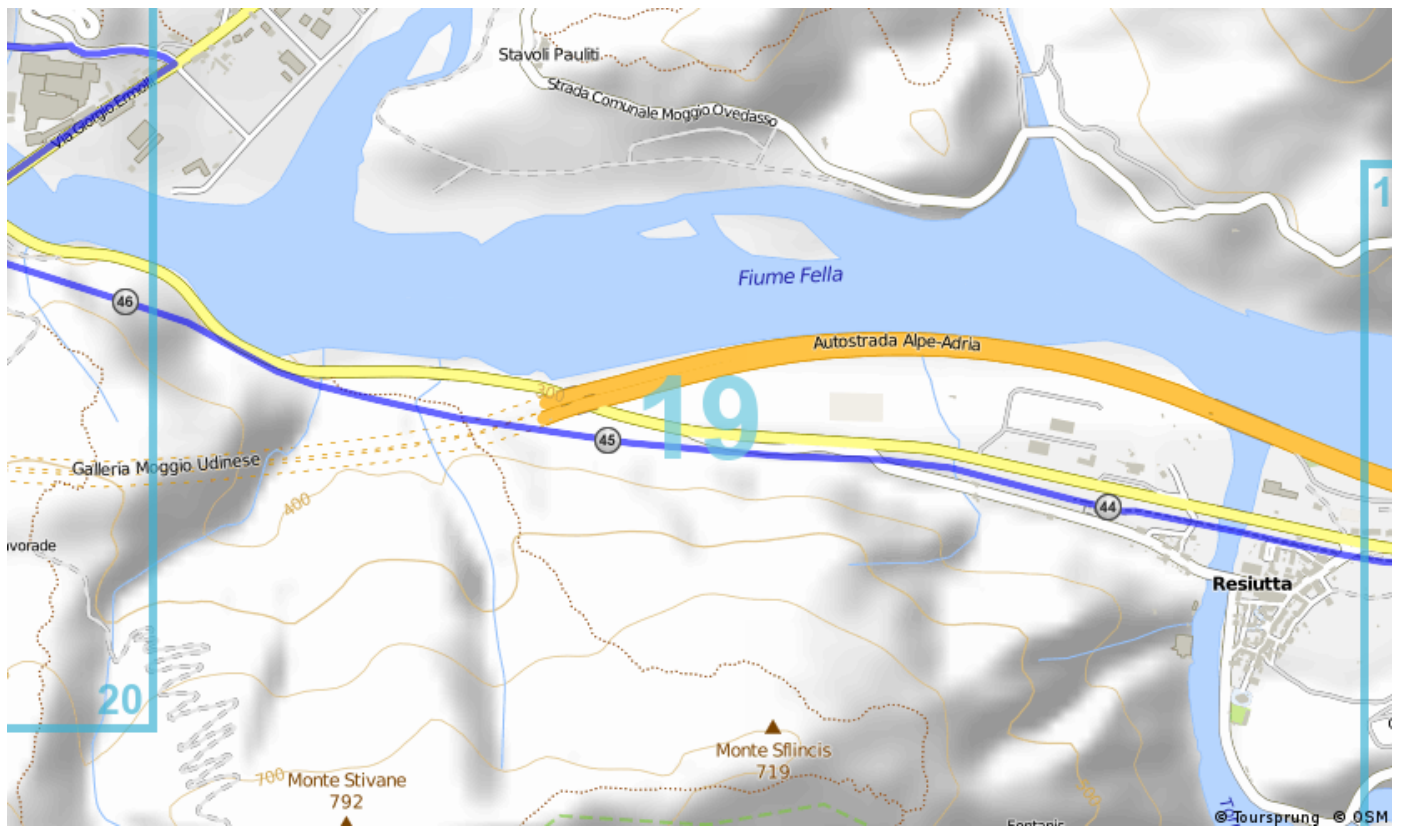 Stavoli Pauliti
Strada Comunale Moggio Ovedasso
Via Giorgio Ermolli
1
Fiume Fella
46
Autostrada Alpe-Adria
300
19
45
Galleria Moggio Udinese
400
44
vorade
Resiutta
20
Monte Sflincis
719
700
Monte Stivane
792
Fontanis
© Toursprung © OSM